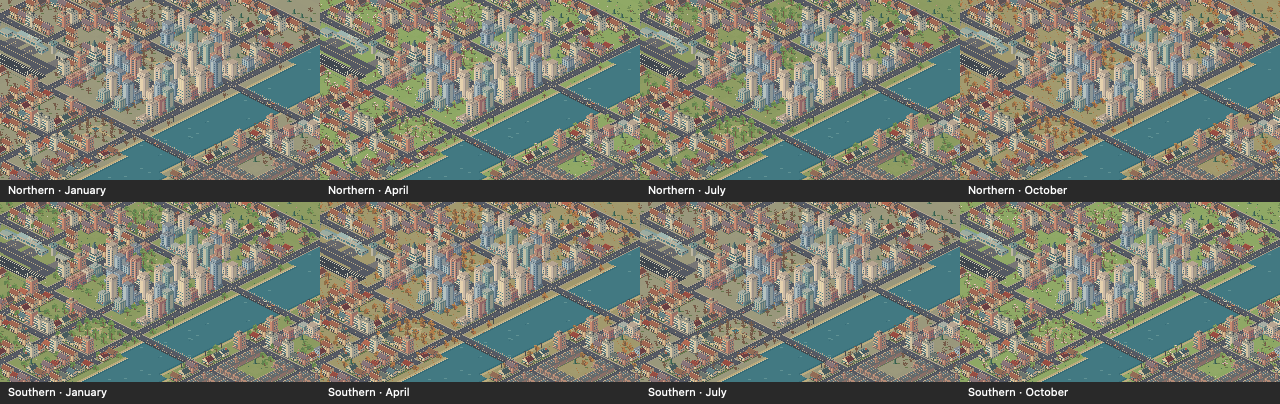 Northern · January
Northern · April
Northern · July
Northern · October
Southern · January
Southern · April
Southern · July
Southern · October